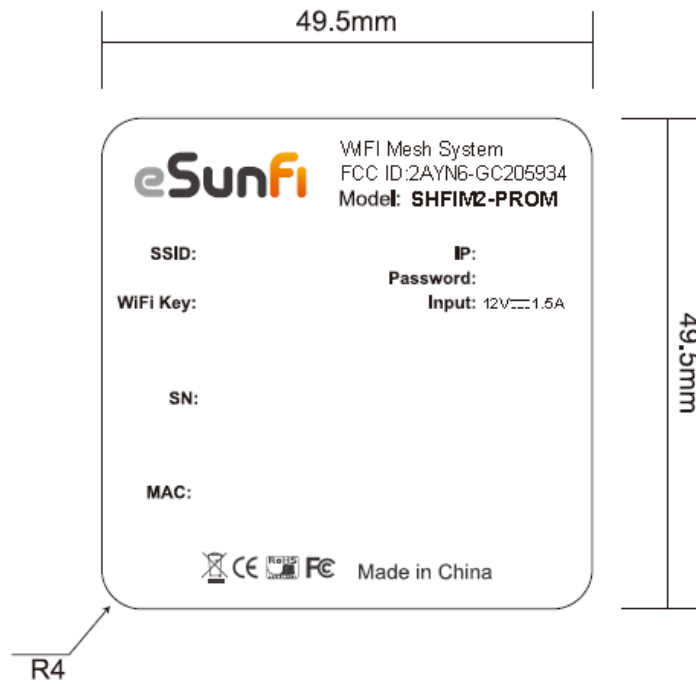 49.5mm
eSunFi
WIFI Mesh System
FCC ID:2AYN6-GC205934
Model: SHFIM2-PROM
SSID:
IP:
Password:
WiFi Key:
Input: 12V⎓1.5A
49.5mm
SN:
MAC:
CE RoHS FC Made in China
R4